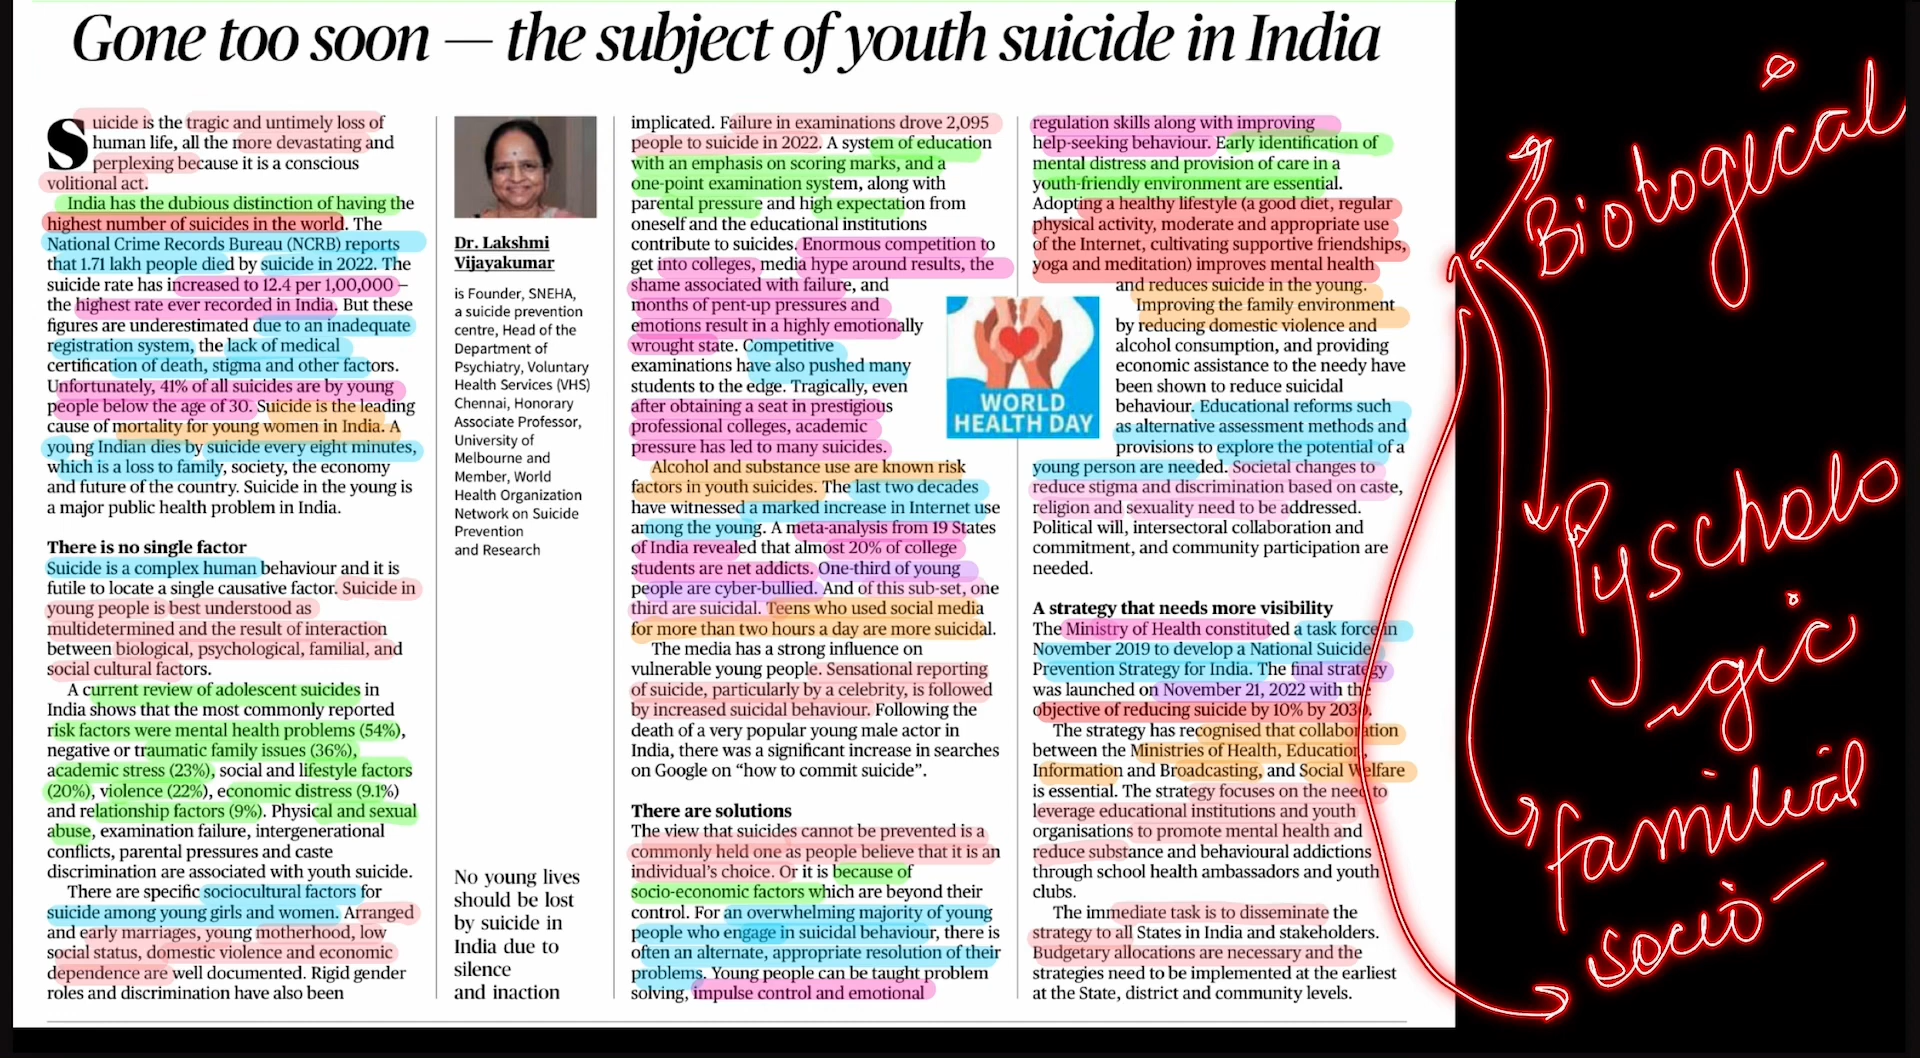 Gone too soon — the subject of youth suicide in India
Suicide is the tragic and untimely loss of
human life, all the more devastating and
perplexing because it is a conscious
volitional act.
India has the dubious distinction of having the
highest number of suicides in the world. The
National Crime Records Bureau (NCRB) reports
that 1.71 lakh people died by suicide in 2022. The
suicide rate has increased to 12.4 per 1,00,000 —
the highest rate ever recorded in India. But these
figures are underestimated due to an inadequate
registration system, the lack of medical
certification of death, stigma and other factors.
Unfortunately, 41% of all suicides are by young
people below the age of 30. Suicide is the leading
cause of mortality for young women in India. A
young Indian dies by suicide every eight minutes,
which is a loss to family, society, the economy
and future of the country. Suicide in the young is
a major public health problem in India.
There is no single factor
Suicide is a complex human behaviour and it is
futile to locate a single causative factor. Suicide in
young people is best understood as
multidetermined and the result of interaction
between biological, psychological, familial, and
social cultural factors.
A current review of adolescent suicides in
India shows that the most commonly reported
risk factors were mental health problems (54%),
negative or traumatic family issues (36%),
academic stress (23%), social and lifestyle factors
(20%), violence (22%), economic distress (9.1%)
and relationship factors (9%). Physical and sexual
abuse, examination failure, intergenerational
conflicts, parental pressures and caste
discrimination are associated with youth suicide.
There are specific sociocultural factors for
suicide among young girls and women. Arranged
and early marriages, young motherhood, low
social status, domestic violence and economic
dependence are well documented. Rigid gender
roles and discrimination have also been
Dr. Lakshmi
Vijayakumar
is Founder, SNEHA,
a suicide prevention
centre, Head of the
Department of
Psychiatry, Voluntary
Health Services (VHS)
Chennai, Honorary
Associate Professor,
University of
Melbourne and
Member, World
Health Organization
Network on Suicide
Prevention
and Research
No young lives
should be lost
by suicide in
India due to
silence
and inaction
implicated. Failure in examinations drove 2,095
people to suicide in 2022. A system of education
with an emphasis on scoring marks, and a
one-point examination system, along with
parental pressure and high expectation from
oneself and the educational institutions
contribute to suicides. Enormous competition to
get into colleges, media hype around results, the
shame associated with failure, and
months of pent-up pressures and
emotions result in a highly emotionally
wrought state. Competitive
examinations have also pushed many
students to the edge. Tragically, even
after obtaining a seat in prestigious
professional colleges, academic
pressure has led to many suicides.
Alcohol and substance use are known risk
factors in youth suicides. The last two decades
have witnessed a marked increase in Internet use
among the young. A meta-analysis from 19 States
of India revealed that almost 20% of college
students are net addicts. One-third of young
people are cyber-bullied. And of this sub-set, one
third are suicidal. Teens who used social media
for more than two hours a day are more suicidal.
The media has a strong influence on
vulnerable young people. Sensational reporting
of suicide, particularly by a celebrity, is followed
by increased suicidal behaviour. Following the
death of a very popular young male actor in
India, there was a significant increase in searches
on Google on “how to commit suicide”.
There are solutions
The view that suicides cannot be prevented is a
commonly held one as people believe that it is an
individual's choice. Or it is because of
socio-economic factors which are beyond their
control. For an overwhelming majority of young
people who engage in suicidal behaviour, there is
often an alternate, appropriate resolution of their
problems. Young people can be taught problem
solving, impulse control and emotional
WORLD
HEALTH DAY
regulation skills along with improving
help-seeking behaviour. Early identification of
mental distress and provision of care in a
youth-friendly environment are essential.
Adopting a healthy lifestyle (a good diet, regular
physical activity, moderate and appropriate use
of the Internet, cultivating supportive friendships,
yoga and meditation) improves mental health
and reduces suicide in the young.
Improving the family environment
by reducing domestic violence and
alcohol consumption, and providing
economic assistance to the needy have
been shown to reduce suicidal
behaviour. Educational reforms such
as alternative assessment methods and
provisions to explore the potential of a
young person are needed. Societal changes to
reduce stigma and discrimination based on caste,
religion and sexuality need to be addressed.
Political will, intersectoral collaboration and
commitment, and community participation are
needed.
A strategy that needs more visibility
The Ministry of Health constituted a task force in
November 2019 to develop a National Suicide
Prevention Strategy for India. The final strategy
was launched on November 21, 2022 with the
objective of reducing suicide by 10% by 2030.
The strategy has recognised that collaboration
between the Ministries of Health, Education,
Information and Broadcasting, and Social Welfare
is essential. The strategy focuses on the need to
leverage educational institutions and youth
organisations to promote mental health and
reduce substance and behavioural addictions
through school health ambassadors and youth
clubs.
The immediate task is to disseminate the
strategy to all States in India and stakeholders.
Budgetary allocations are necessary and the
strategies need to be implemented at the earliest
at the State, district and community levels.
Biological
Pyscholo
-gic
familial
socio-